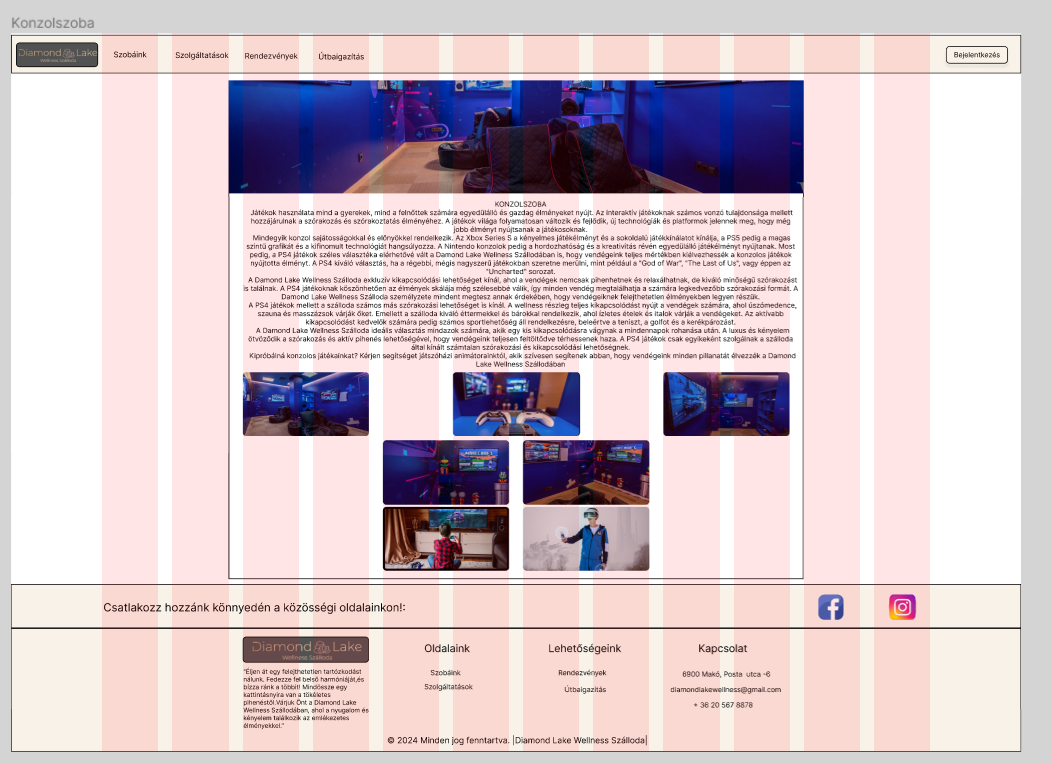 Konzolszoba
Diamond Lake
Wellness Szálloda
Szobáink
Szolgáltatások
Rendezvények
Útbaigazítás
Bejelentkezés
KONZOLSZOBA
Játékok használata mind a gyerekek, mind a felnőttek számára egyedülálló és gazdag élményeket nyújt. Az interaktív játékoknak számos vonzó tulajdonsága mellett
hozzájárulnak a szórakozás és szórakoztatás élményéhez. A játékok világa folyamatosan változik és fejlődik, új technológiák és platformok jelennek meg, hogy még
jobb élményt nyújtsanak a játékosoknak.
Mindegyik konzol sajátosságokkal és előnyökkel rendelkezik. Az Xbox Series S a kényelmes játékélményt és a sokoldalú játékkínálatot kínálja, a PS5 pedig a magas
szintű grafikát és a kifinomult technológiát hangsúlyozza. A Nintendo konzolok pedig a hordozhatóság és a kreativitás révén egyedülálló játékélményt nyújtanak. Most
pedig, a PS4 játékok széles választéka elérhetővé vált a Damond Lake Wellness Szállodában is, hogy vendégeink teljes mértékben kiélvezhessék a konzolos játékok
nyújtotta élményt. A PS4 kiváló választás, ha a régebbi, mégis nagyszerű játékokban szeretne merülni, mint például a "God of War", "The Last of Us", vagy éppen az
"Uncharted" sorozat.
A Damond Lake Wellness Szálloda exkluzív kikapcsolódási lehetőséget kínál, ahol a vendégek nemcsak pihenhetnek és relaxálhatnak, de kiváló minőségű szórakozást
is találnak. A PS4 játékoknak köszönhetően az élmények skálája még szélesebbé válik, így minden vendég megtalálhatja a számára legkedvezőbb szórakozási formát. A
Damond Lake Wellness Szálloda személyzete mindent megtesz annak érdekében, hogy vendégeiknek felejthetetlen élményekben legyen részük.
A PS4 játékok mellett a szálloda számos más szórakozási lehetőséget is kínál. A wellness részleg teljes kikapcsolódást nyújt a vendégek számára, ahol úszómedence,
szauna és masszázsok várják őket. Emellett a szálloda kiváló éttermekkel és bárokkal rendelkezik, ahol ízletes ételek és italok várják a vendégeket. Az aktívabb
kikapcsolódást kedvelők számára pedig számos sportlehetőség áll rendelkezésre, beleértve a teniszt, a golfot és a kerékpározást.
A Damond Lake Wellness Szálloda ideális választás mindazok számára, akik egy kis kikapcsolódásra vágynak a mindennapok rohanása után. A luxus és kényelem
ötvöződik a szórakozás és aktív pihenés lehetőségével, hogy vendégeink teljesen feltöltődve térhessenek haza. A PS4 játékok csak egyikeként szolgálnak a szálloda
által kínált számtalan szórakozási és kikapcsolódási lehetőségnek.
Kipróbálná konzolos játékainkat? Kérjen segítséget játszóházi animátorainktól, akik szívesen segítenek abban, hogy vendégeink minden pillanatát élvezzék a Damond
Lake Wellness Szállodában
Csatlakozz hozzánk könnyedén a közösségi oldalainkon!:
Diamond Lake
Wellness Szálloda
"Éljen át egy felejthetetlen tartózkodást
nálunk. Fedezze fel belső harmóniáját,és
bízza ránk a többit! Mindössze egy
kattintásnyira van a tökéletes
pihenéstől.Várjuk Önt a Diamond Lake
Wellness Szállodában, ahol a nyugalom és
kényelem találkozik az emlékezetes
élményekkel."
Oldalaink
Szobáink
Szolgáltatások
Lehetőségeink
Rendezvények
Útbaigazítás
Kapcsolat
6900 Makó, Posta utca -6
diamondlakewellness@gmail.com
+ 36 20 567 8878
© 2024 Minden jog fenntartva. |Diamond Lake Wellness Szálloda|